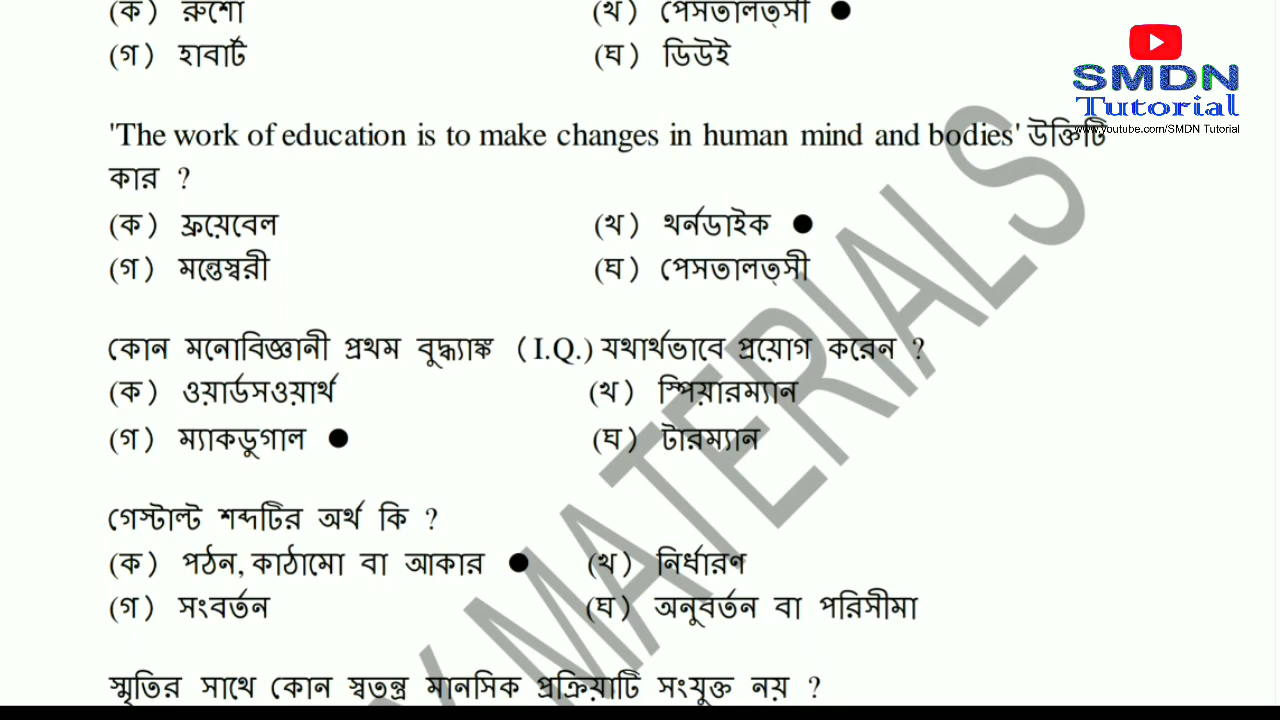 (ক) রুশো (খ) পেসতালত্সী ●
(গ) হাবার্ট (ঘ) ডিউই
SMDN
Tutorial
www.youtube.com/SMDN Tutorial
'The work of education is to make changes in human mind and bodies' উক্তিটি
কার ?
(ক) ফ্রয়েবেল (খ) থর্নডাইক ●
(গ) মন্তেস্বরী (ঘ) পেসতালত্সী
কোন মনোবিজ্ঞানী প্রথম বুদ্ধ্যাঙ্ক (I.Q.) যথার্থভাবে প্রয়োগ করেন ?
(ক) ওয়ার্ডসওয়ার্থ (খ) স্পিয়ারম্যান
(গ) ম্যাকডুগাল ● (ঘ) টারম্যান
গেস্টাল্ট শব্দটির অর্থ কি ?
(ক) পঠন, কাঠামো বা আকার ● (খ) নির্ধারণ
(গ) সংবর্তন (ঘ) অনুবর্তন বা পরিসীমা
স্মৃতির সাথে কোন স্বতন্ত্র মানসিক প্রক্রিয়াটি সংযুক্ত নয় ?
Y MATERIALS